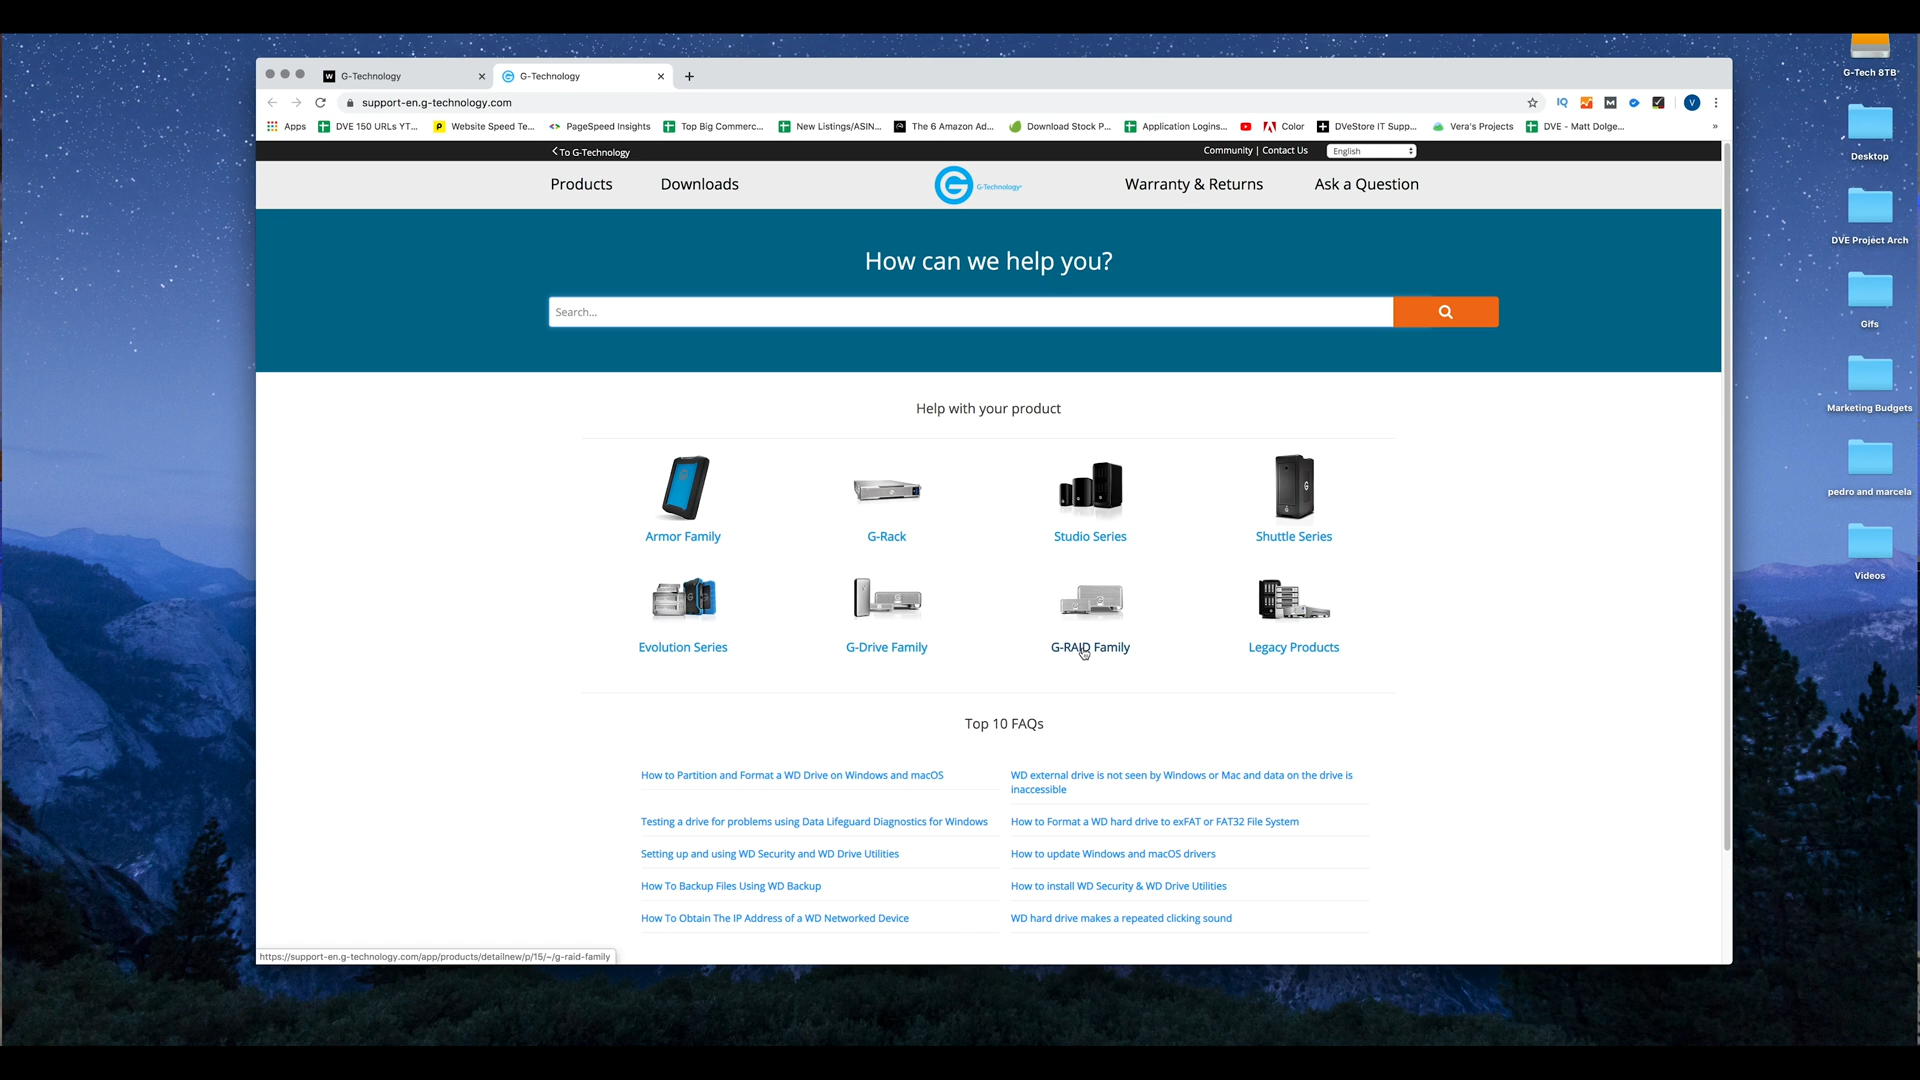 G-Technology
G-Technology
support-en.g-technology.com
Apps
DVE 150 URLs YT...
Website Speed Te...
PageSpeed Insights
Top Big Commerc...
New Listings/ASIN...
The 6 Amazon Ad...
Download Stock P...
Application Logins...
Color
DVeStore IT Supp...
Vera's Projects
DVE - Matt Dolge...
»
To G-Technology
Community | Contact Us
English
Products
Downloads
G-Technology
Warranty & Returns
Ask a Question
How can we help you?
Search...
Help with your product
Armor Family
G-Rack
Studio Series
Shuttle Series
Evolution Series
G-Drive Family
G-RAID Family
Legacy Products
Top 10 FAQs
How to Partition and Format a WD Drive on Windows and macOS
WD external drive is not seen by Windows or Mac and data on the drive is
inaccessible
Testing a drive for problems using Data Lifeguard Diagnostics for Windows
How to Format a WD hard drive to exFAT or FAT32 File System
Setting up and using WD Security and WD Drive Utilities
How to update Windows and macOS drivers
How To Backup Files Using WD Backup
How to install WD Security & WD Drive Utilities
How To Obtain The IP Address of a WD Networked Device
WD hard drive makes a repeated clicking sound
https://support-en.g-technology.com/app/products/detailnew/p/15/~/g-raid-family
G-Tech 8TB
Desktop
DVE Project Arch
Gifs
Marketing Budgets
pedro and marcela
Videos